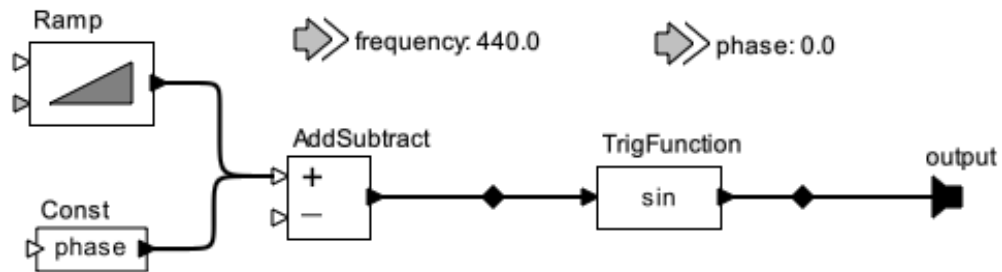 Ramp
frequency: 440.0
phase: 0.0
AddSubtract
+
−
TrigFunction
sin
output
Const
phase